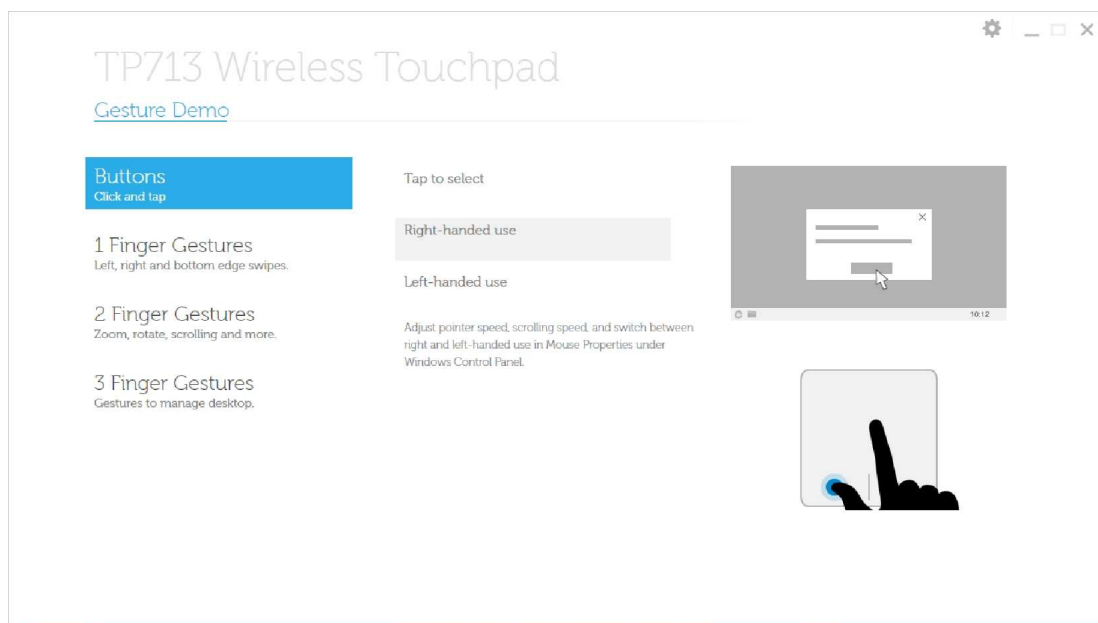 TP713 Wireless Touchpad
Gesture Demo
Buttons
Click and tap
1 Finger Gestures
Left, right and bottom edge swipes.
2 Finger Gestures
Zoom, rotate, scrolling and more.
3 Finger Gestures
Gestures to manage desktop.
Tap to select
Right-handed use
Left-handed use
Adjust pointer speed, scrolling speed, and switch between
right and left-handed use in Mouse Properties under
Windows Control Panel.
10:12